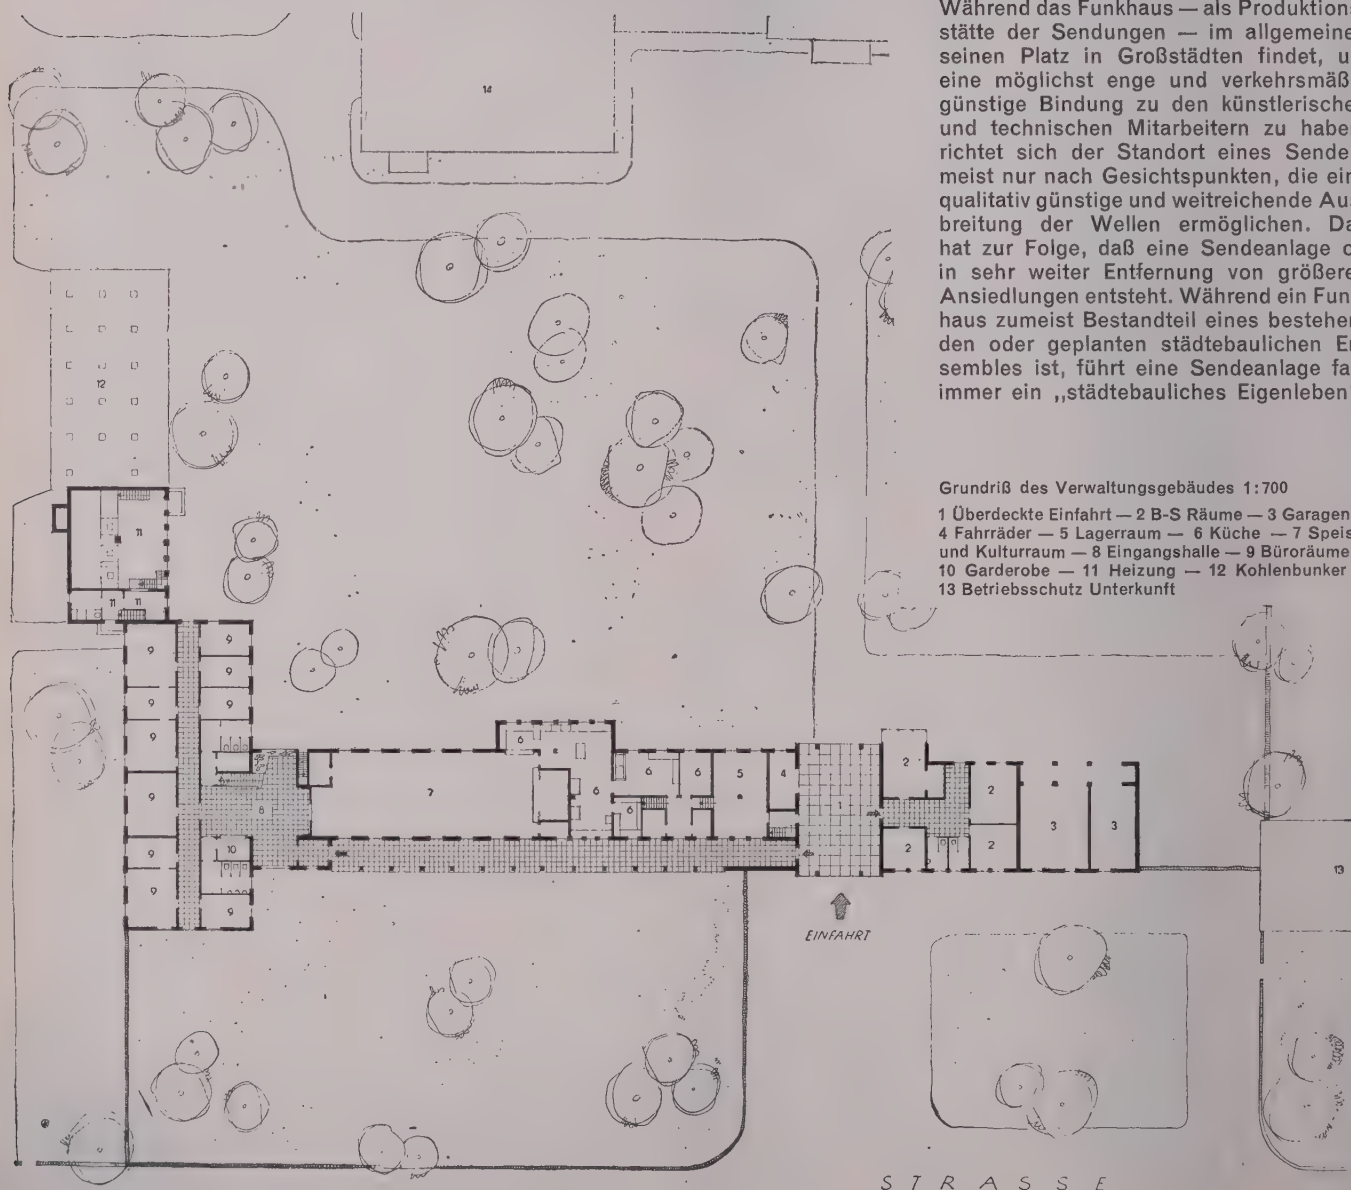 Während das Funkhaus — als Produktions
stätte der Sendungen — im allgemeine
seinen Platz in Großstädten findet, u
eine möglichst enge und verkehrsmäß
günstige Bindung zu den künstlerische
und technischen Mitarbeitern zu habe
richtet sich der Standort eines Sende
meist nur nach Gesichtspunkten, die ein
qualitativ günstige und weitreichende Au
breitung der Wellen ermöglichen. Da
hat zur Folge, daß eine Sendeanlage o
in sehr weiter Entfernung von größere
Ansiedlungen entsteht. Während ein Fun
haus zumeist Bestandteil eines bestehen
den oder geplanten städtebaulichen En
sembles ist, führt eine Sendeanlage fa
immer ein „städtebauliches Eigenleben“
Grundriß des Verwaltungsgebäudes 1:700
1 Überdeckte Einfahrt — 2 B-S Räume — 3 Garagen
4 Fahrräder — 5 Lagerraum — 6 Küche — 7 Speis
und Kulturraum — 8 Eingangshalle — 9 Büroräume
10 Garderobe — 11 Heizung — 12 Kohlenbunker
13 Betriebsschutz Unterkunft
14
12
11
11 11
9 9
9
9 9
9
9
9
9
9
8
10
9
7
6
6 6 6
6
5
4
1
2
2
2 2
3 3
13
EINFAHRT
STRASSE